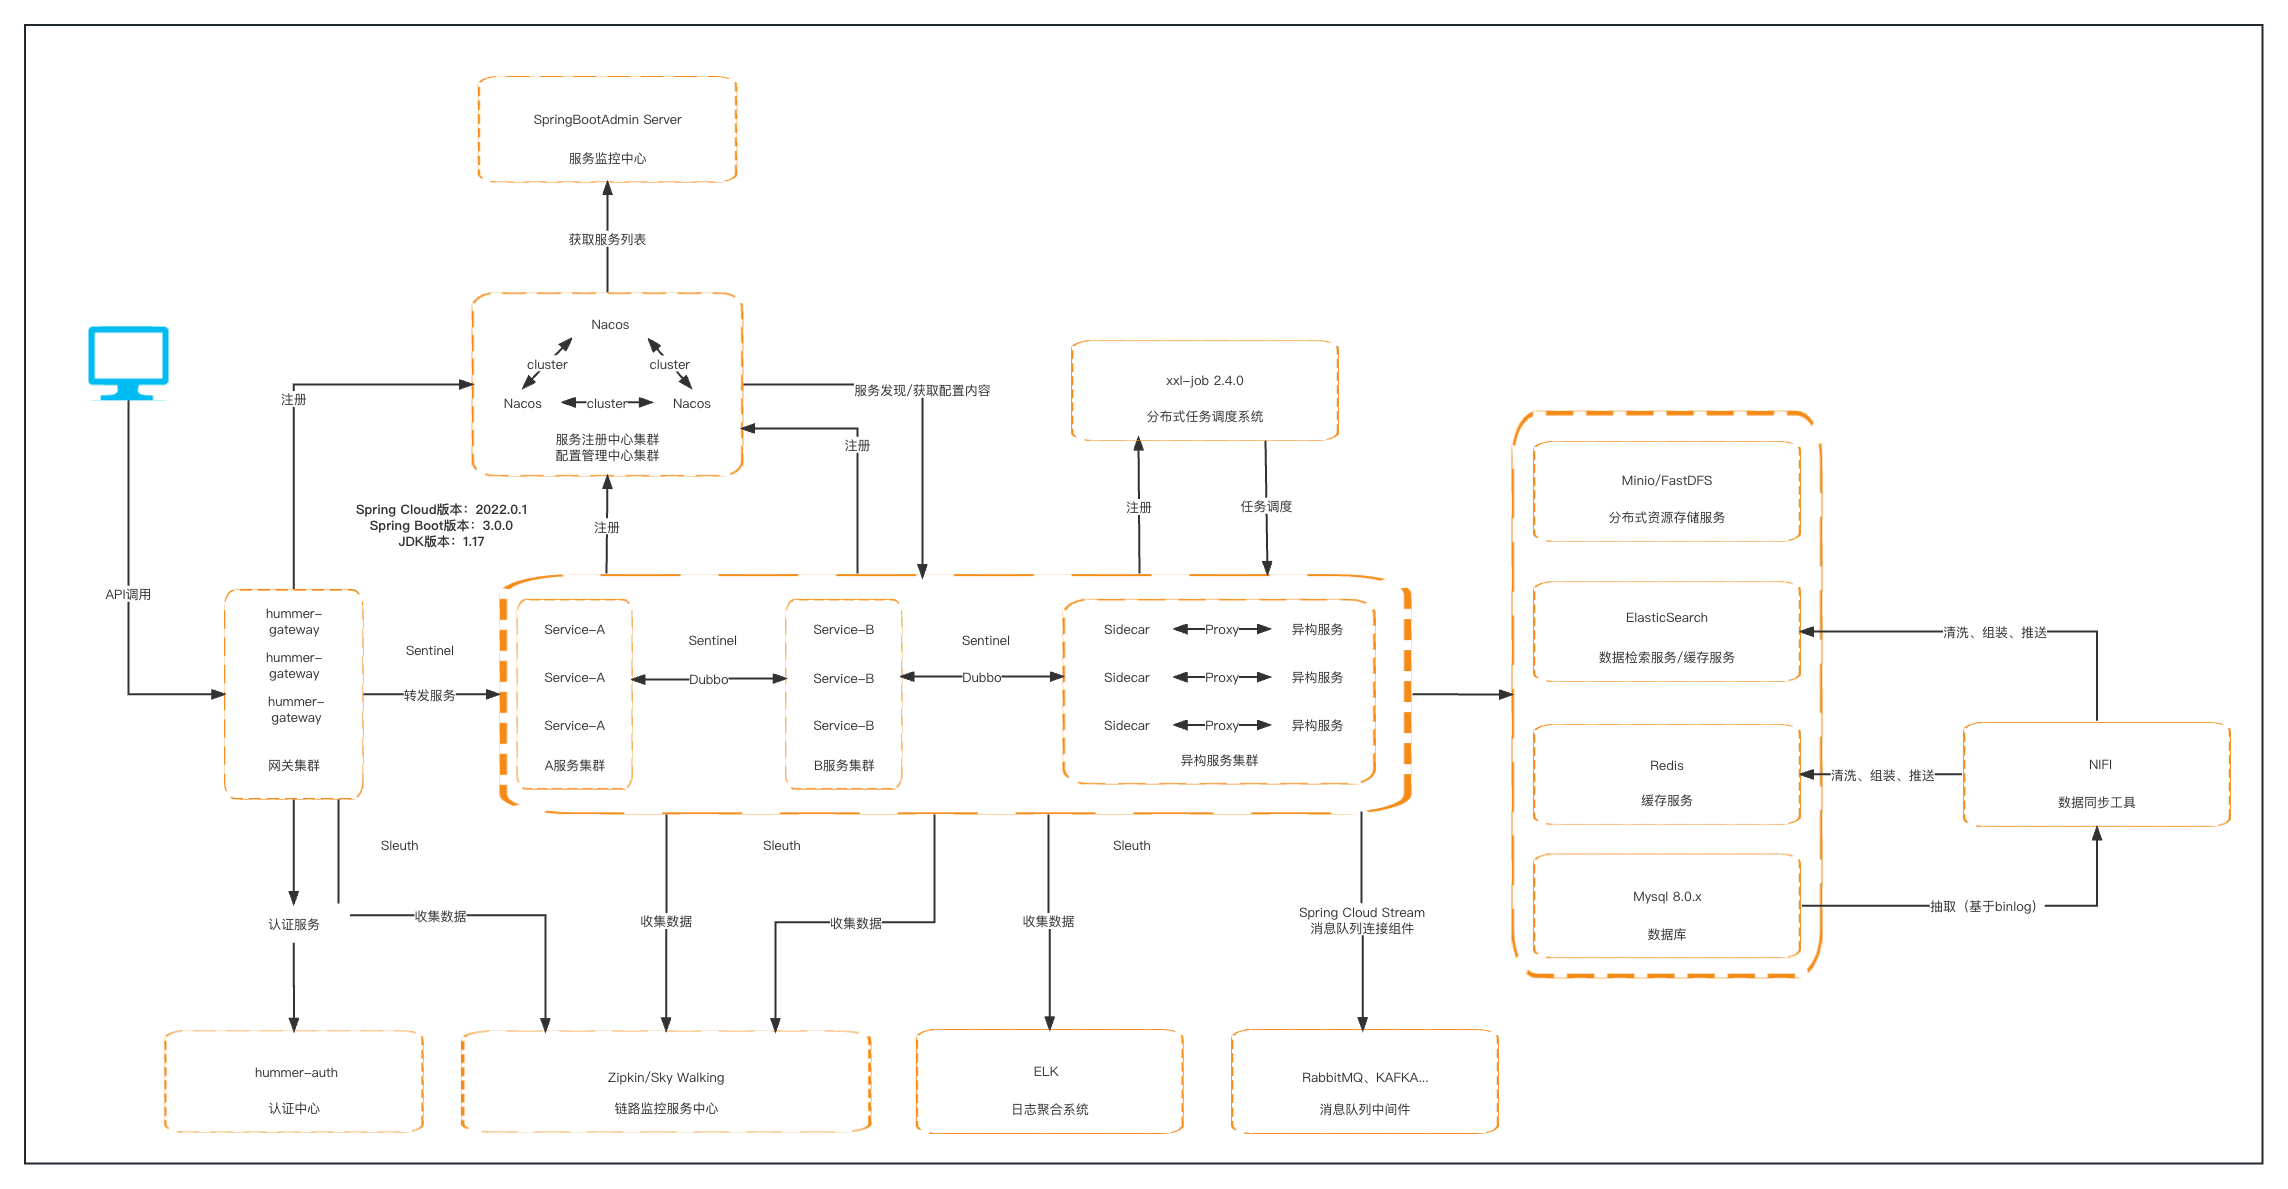 SpringBootAdmin Server
服务监控中心
获取服务列表
Nacos
cluster
cluster
Nacos
cluster
Nacos
服务注册中心集群
配置管理中心集群
注册
服务发现/获取配置内容
注册
xxl-job 2.4.0
分布式任务调度系统
Spring Cloud版本：2022.0.1
Spring Boot版本：3.0.0
JDK版本：1.17
注册
注册
任务调度
API调用
hummer-
gateway
hummer-
gateway
hummer-
gateway
网关集群
Sentinel
转发服务
Service-A
Service-A
Service-A
A服务集群
Sentinel
Dubbo
Service-B
Service-B
Service-B
B服务集群
Sentinel
Dubbo
Sidecar
Proxy
异构服务
Sidecar
Proxy
异构服务
Sidecar
Proxy
异构服务
异构服务集群
Minio/FastDFS
分布式资源存储服务
ElasticSearch
数据检索服务/缓存服务
Redis
缓存服务
Mysql 8.0.x
数据库
清洗、组装、推送
清洗、组装、推送
NIFI
数据同步工具
抽取（基于binlog）
Sleuth
Sleuth
Sleuth
认证服务
收集数据
收集数据
收集数据
收集数据
Spring Cloud Stream
消息队列连接组件
hummer-auth
认证中心
Zipkin/Sky Walking
链路监控服务中心
ELK
日志聚合系统
RabbitMQ、KAFKA...
消息队列中间件